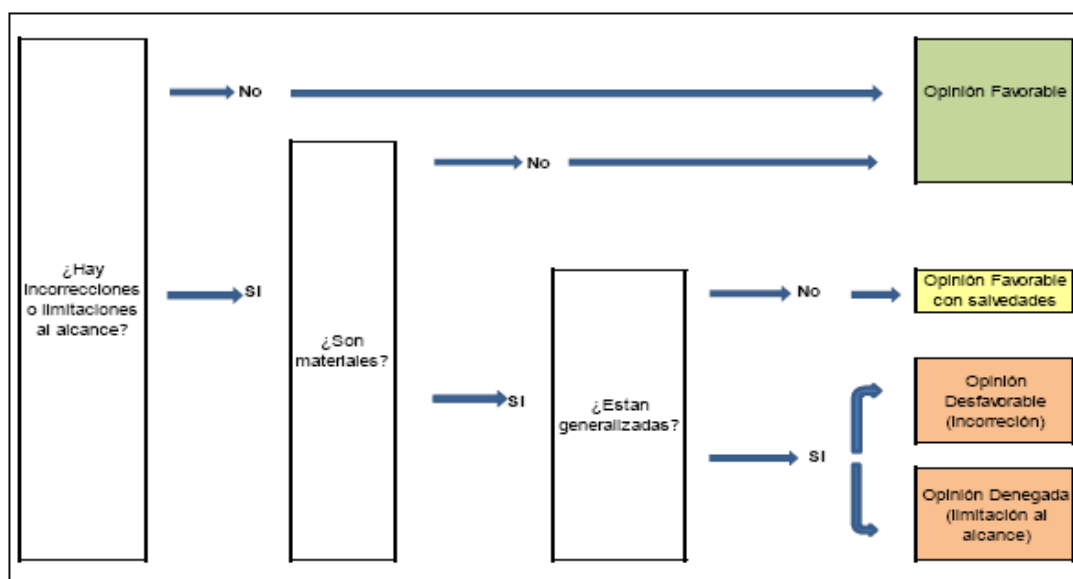 No
Opinión Favorable
No
¿Hay
incorrecciones
o limitaciones
al alcance?
SI
¿Son
materiales?
SI
¿Estan
generalizadas?
No
Opinión Favorable
con salvedades
SI
Opinión
Desfavorable
(Incorreción)
Opinión Denegada
(limitación al
alcance)